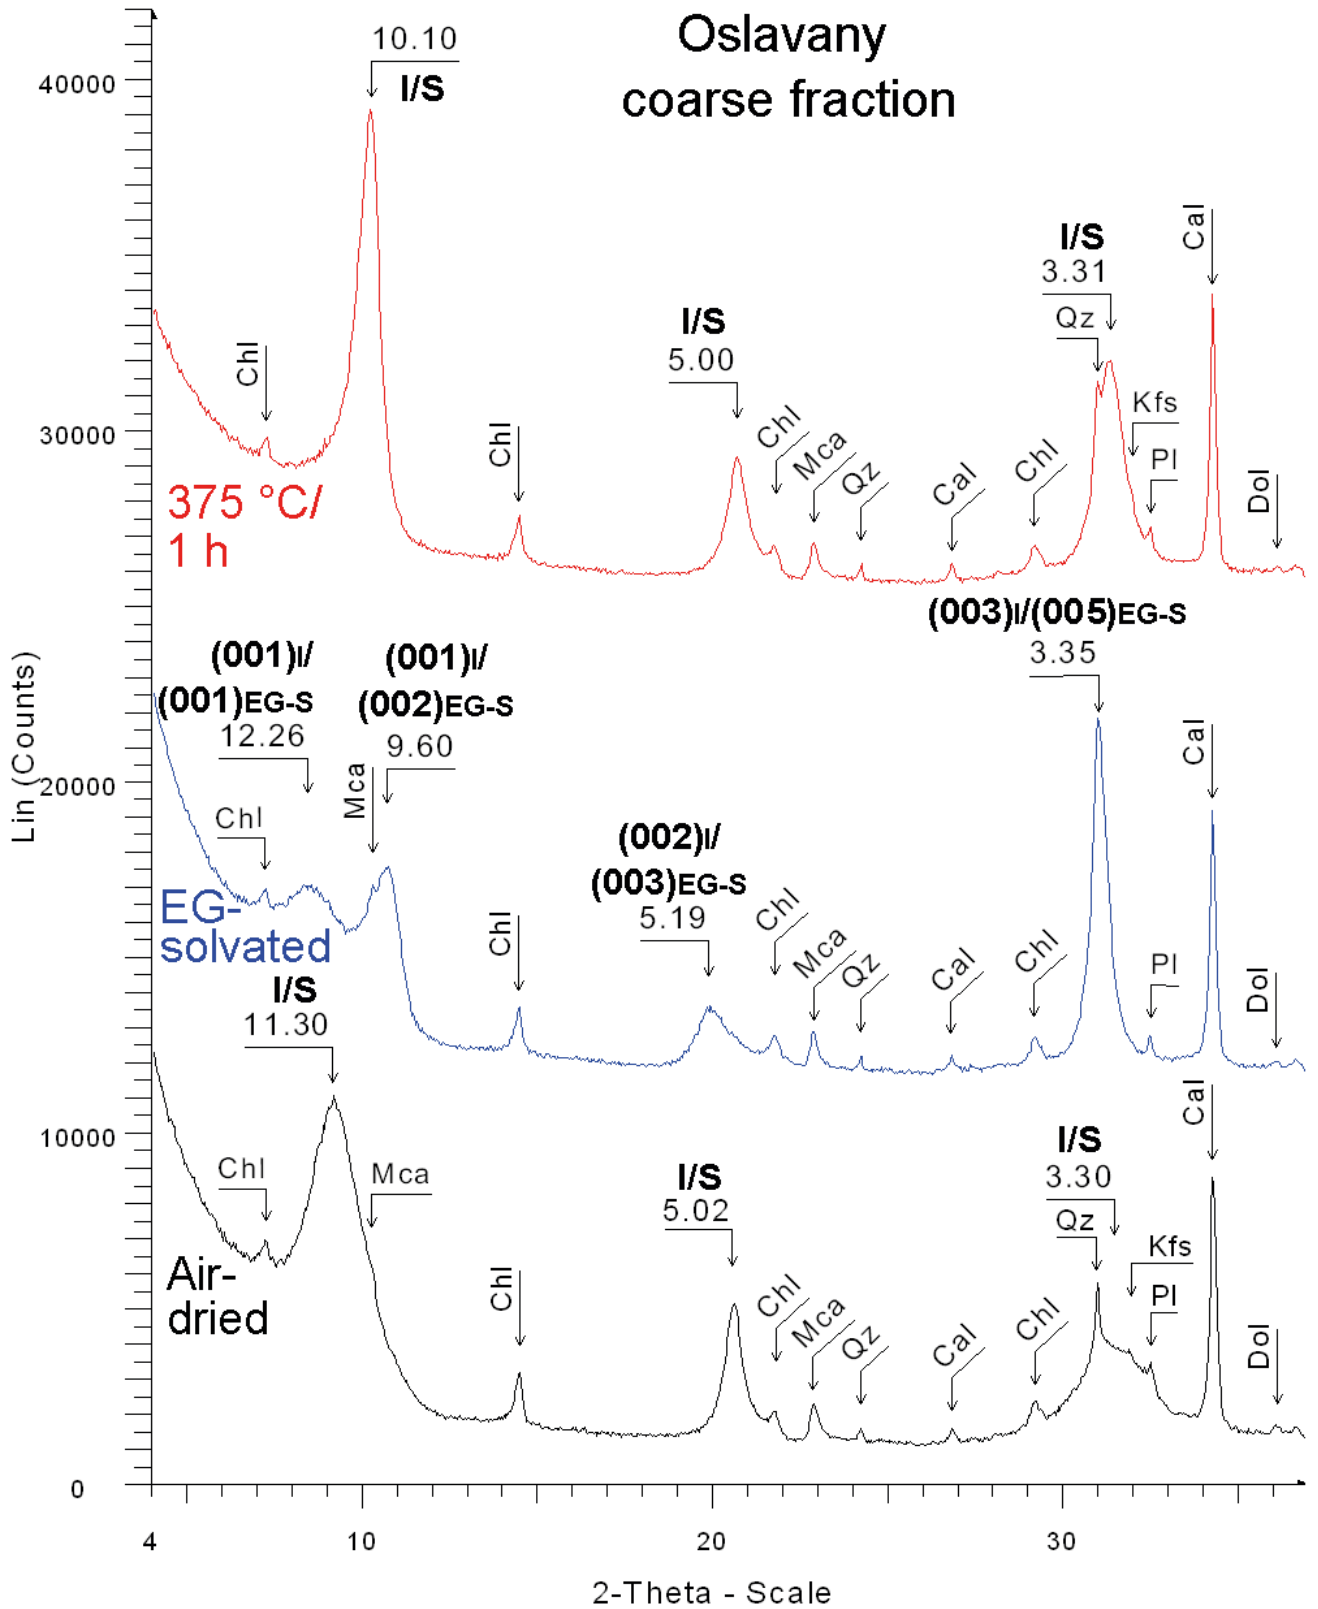 Oslavany
coarse fraction
10.10
I/S
40000
Cal
I/S
3.31
Qz
I/S
5.00
Chl
Kfs
Chl
Mca
Pl
Chl
Qz
Cal
Chl
Dol
30000
375 °C/
1 h
(003)I/(005)EG-S
3.35
(001)I/
(001)EG-S
12.26
(001)I/
(002)EG-S
9.60
Mca
Cal
Lin (Counts)
20000
Chl
(002)I/
(003)EG-S
5.19
EG-
solvated
Chl
Chl
Mca
Qz
Cal
Chl
Pl
Dol
I/S
11.30
Cal
10000
Chl
Mca
I/S
5.02
I/S
3.30
Qz
Kfs
Air-
dried
Chl
Chl
Mca
Qz
Cal
Chl
Pl
Dol
0
4
10
20
30
2-Theta - Scale